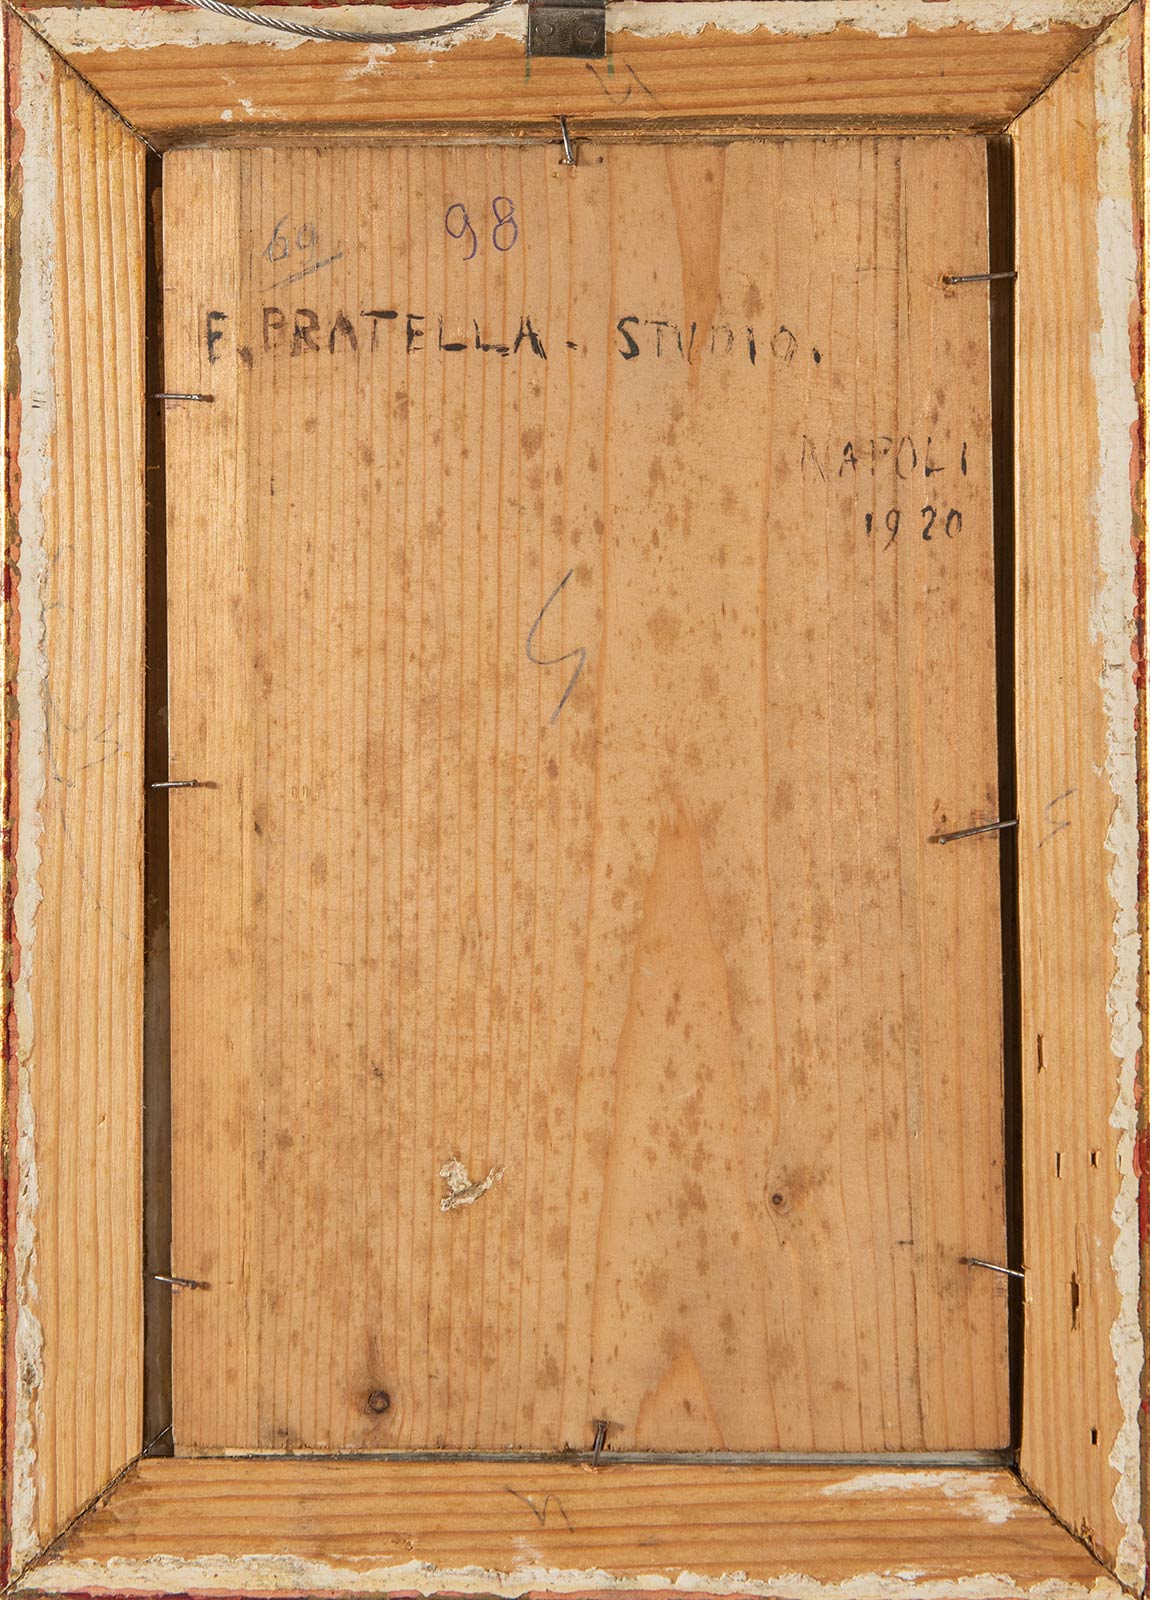 69
98
F. PRATELLA. STUDIO.
NAPOLI
1920